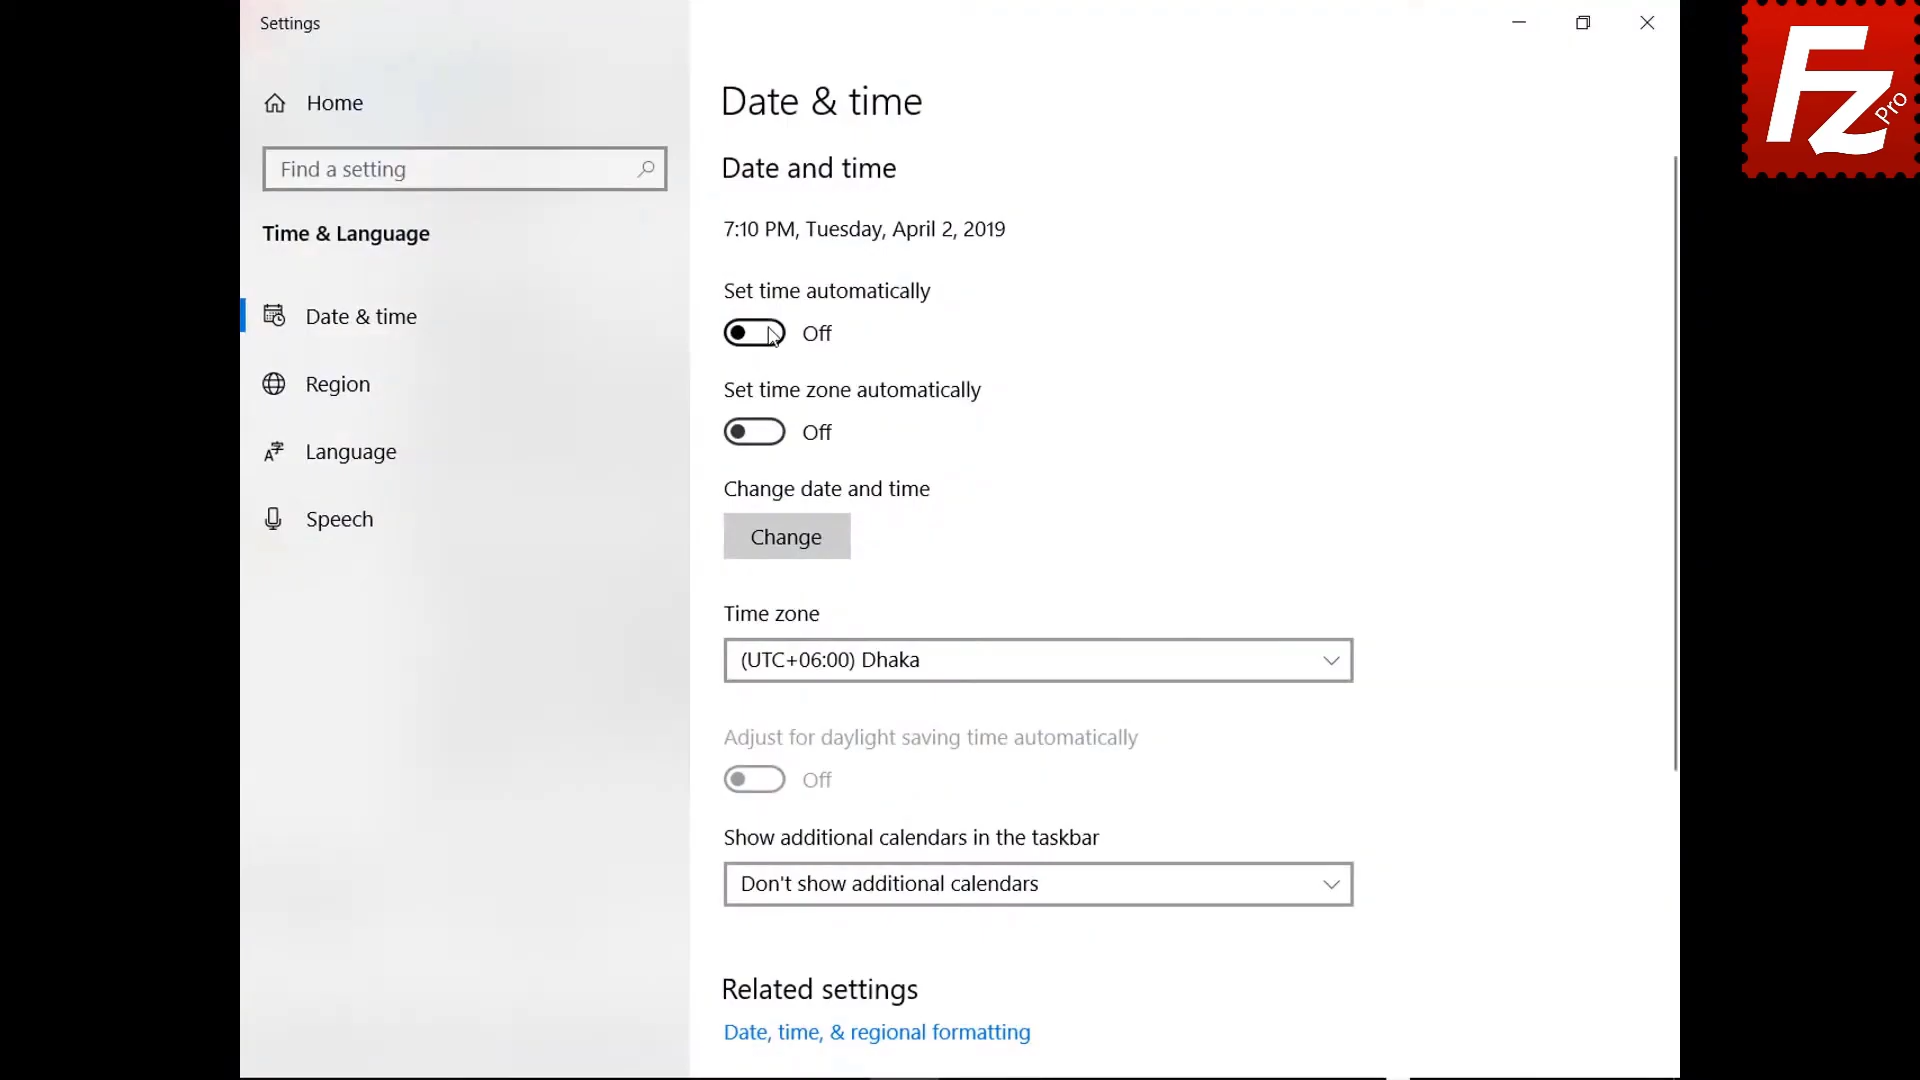 Settings
Home
Find a setting
Time & Language
Date & time
Region
Language
Speech
Date & time
Date and time
7:10 PM, Tuesday, April 2, 2019
Set time automatically
Off
Set time zone automatically
Off
Change date and time
Change
Time zone
(UTC+06:00) Dhaka
Adjust for daylight saving time automatically
Off
Show additional calendars in the taskbar
Don't show additional calendars
Related settings
Date, time, & regional formatting
FZ Pro